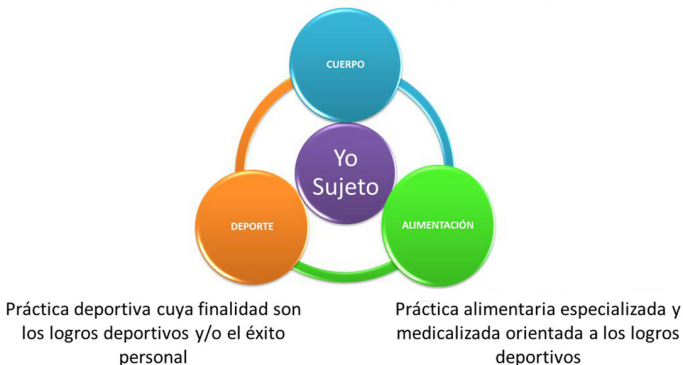 CUERPO
Yo
Sujeto
DEPORTE
ALIMENTACIÓN
Práctica deportiva cuya finalidad son
los logros deportivos y/o el éxito
personal
Práctica alimentaria especializada y
medicalizada orientada a los logros
deportivos